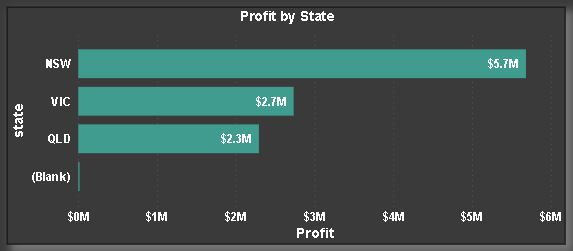 Profit by State
state
NSW
$5.7M
VIC
$2.7M
QLD
$2.3M
(Blank)
$0M $1M $2M $3M $4M $5M $6M
Profit